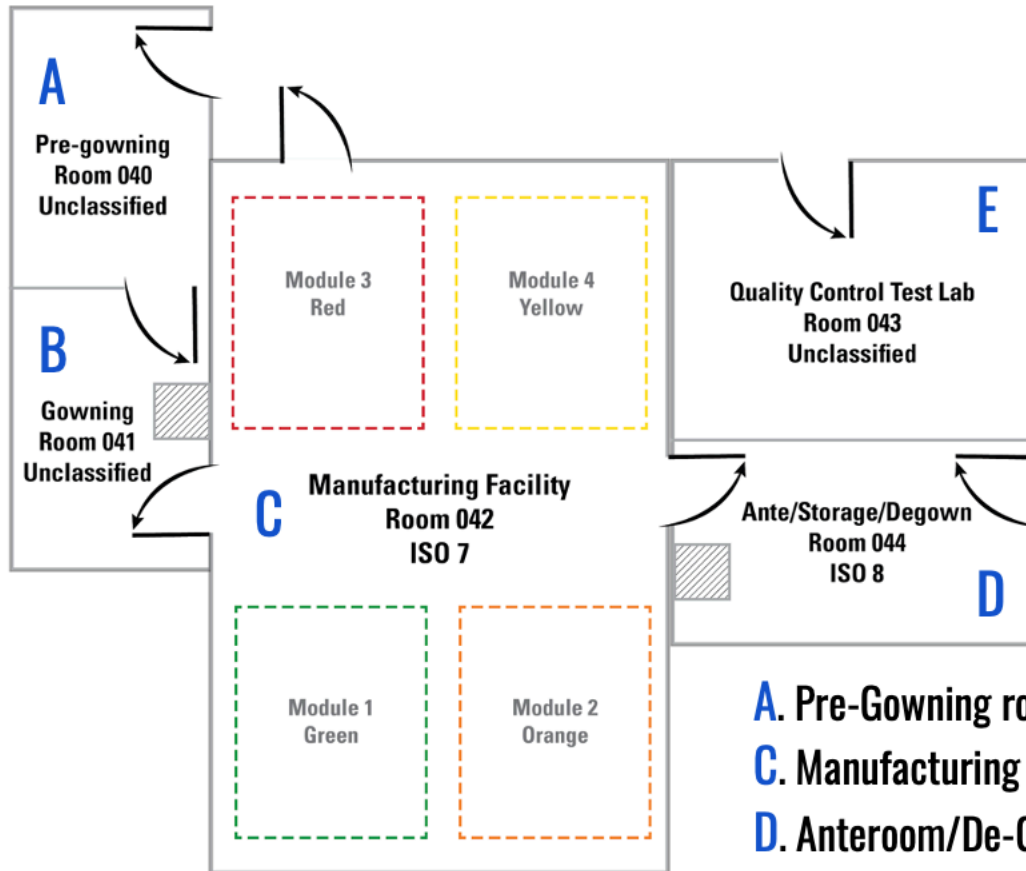 A
Pre-gowning
Room 040
Unclassified
B
Gowning
Room 041
Unclassified
Module 3
Red
Module 4
Yellow
E
Quality Control Test Lab
Room 043
Unclassified
C
Manufacturing Facility
Room 042
ISO 7
Ante/Storage/Degown
Room 044
ISO 8
D
Module 1
Green
Module 2
Orange
A. Pre-Gowning
C. Manufacturing
D. Anteroom/